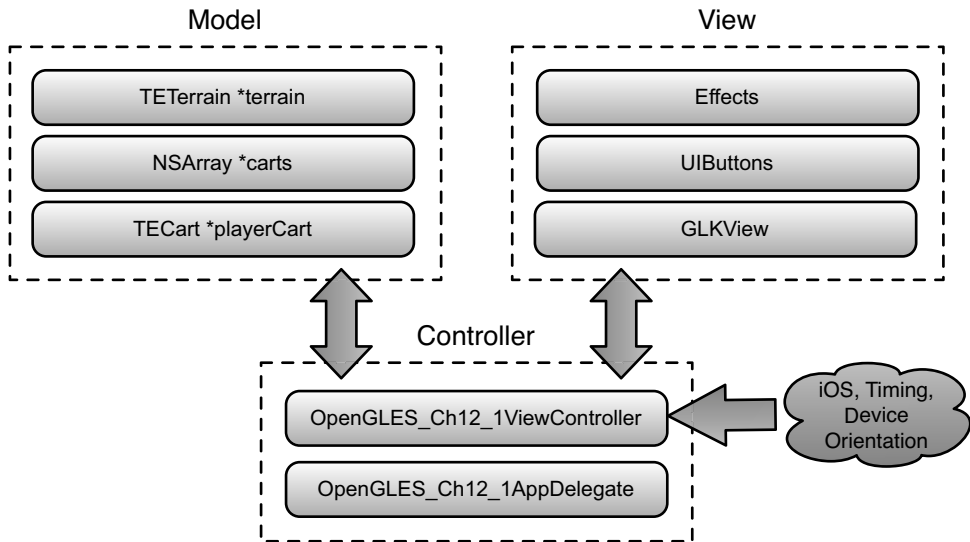 Model
TETerrain *terrain
NSArray *carts
TECart *playerCart
View
Effects
UIButtons
GLKView
Controller
OpenGLES_Ch12_1ViewController
OpenGLES_Ch12_1AppDelegate
iOS, Timing,
Device
Orientation